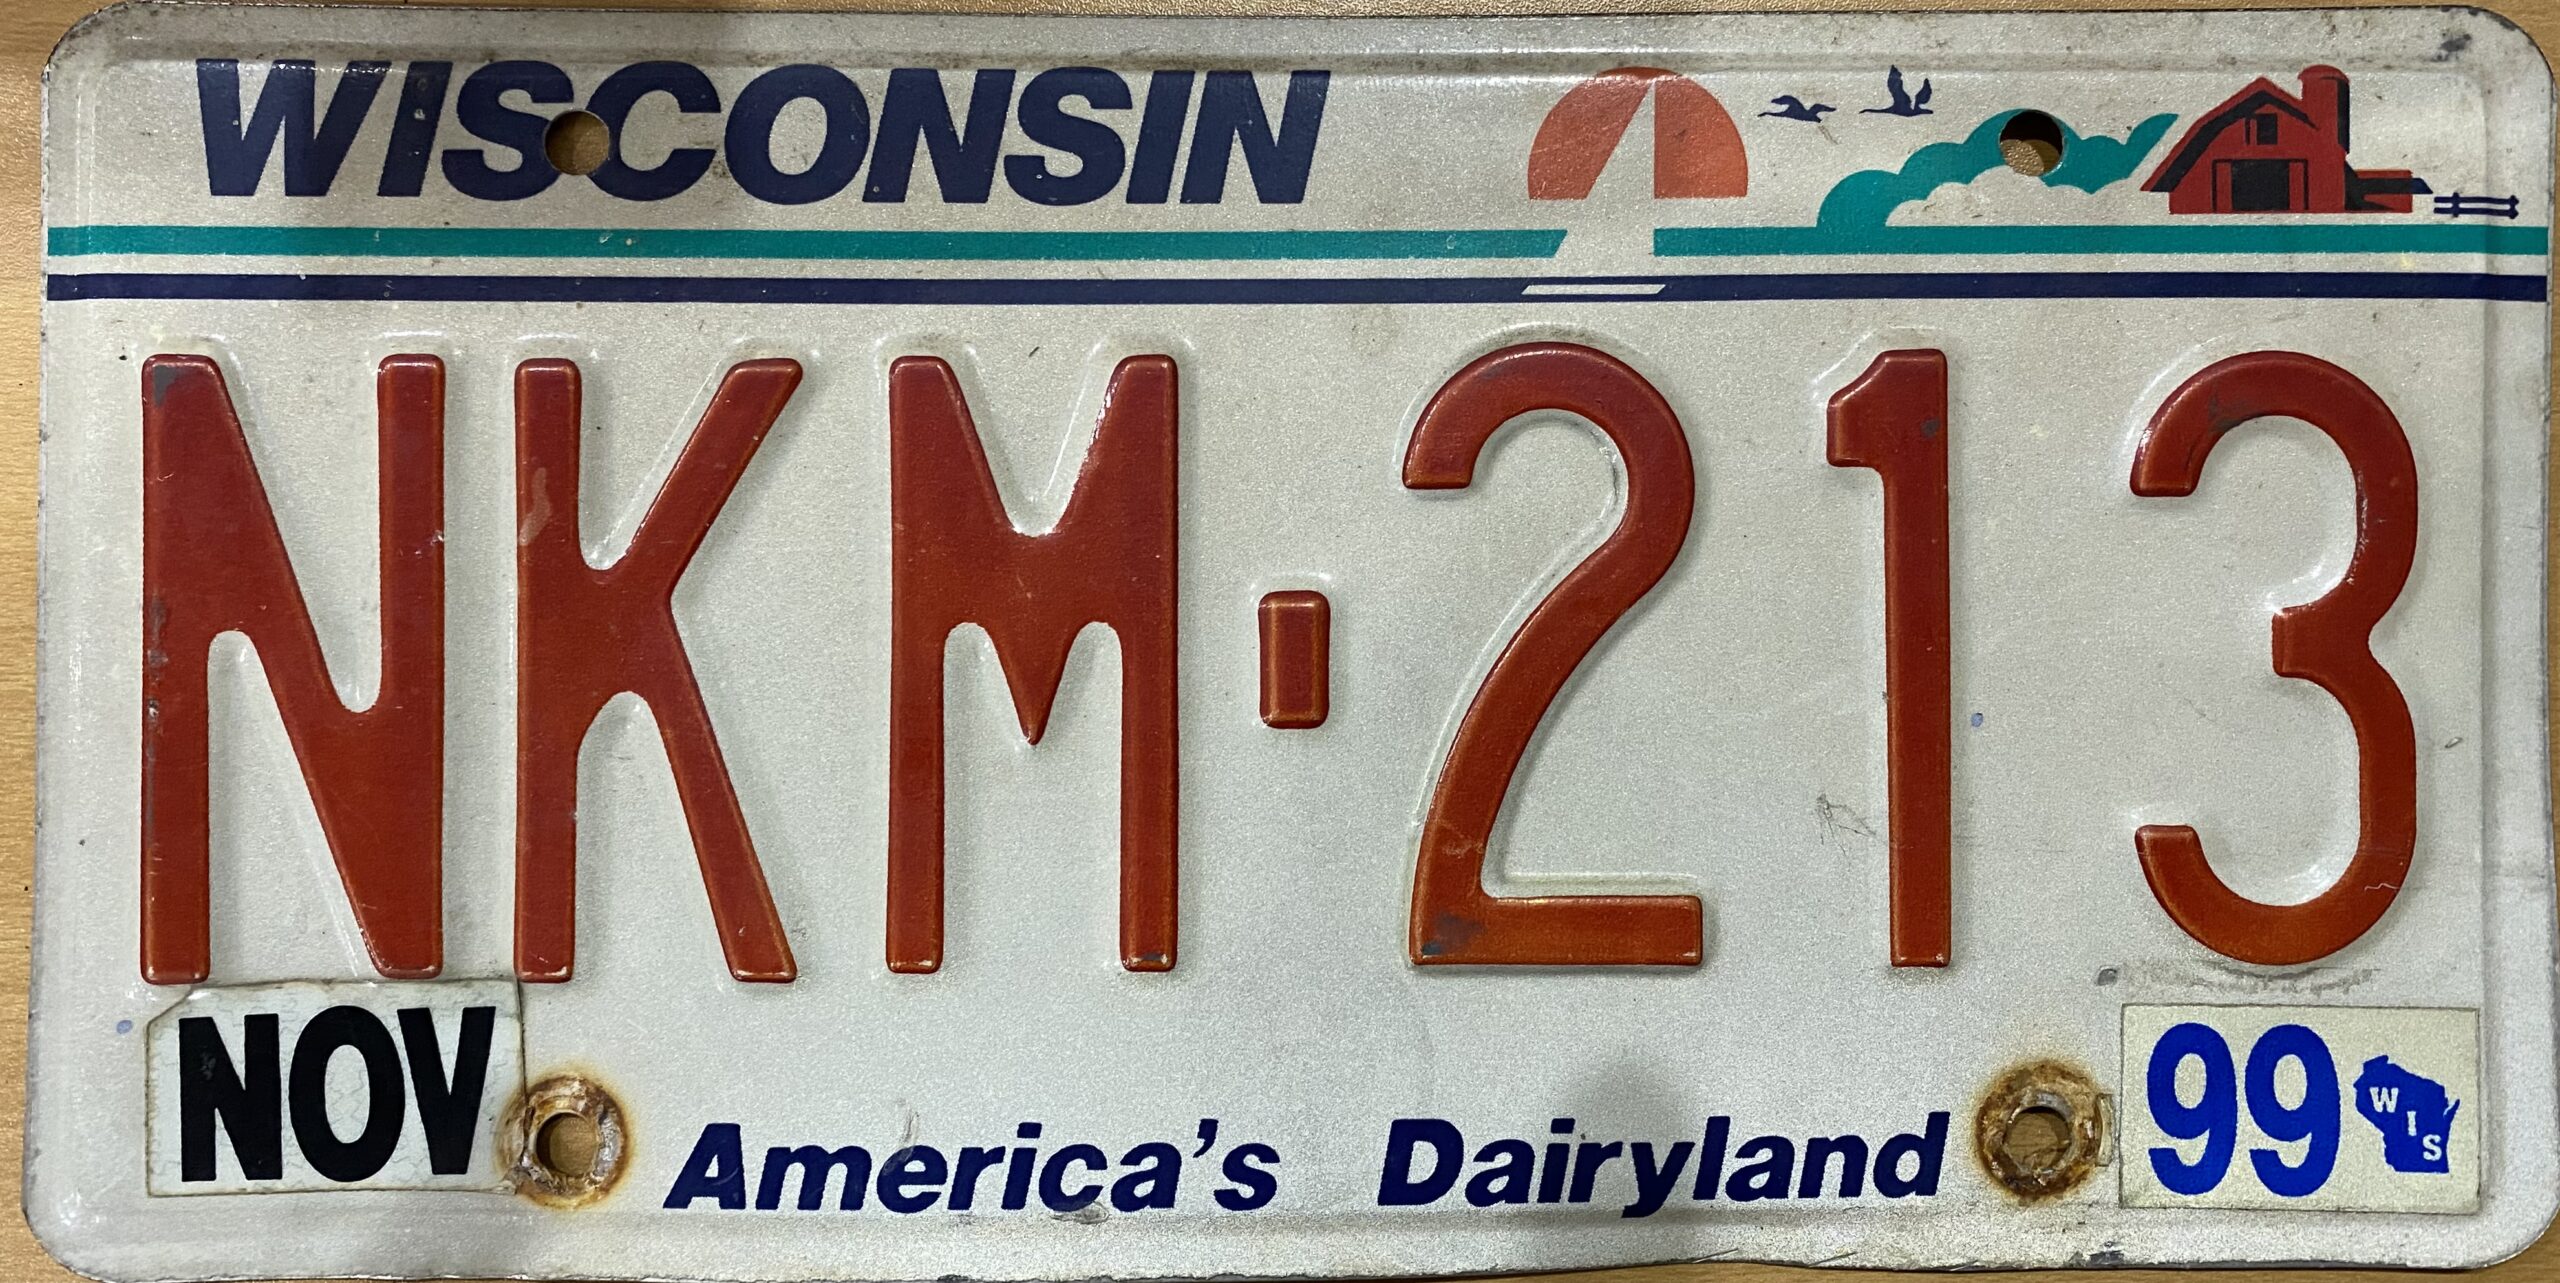 WISCONSIN
NKM-213
NOV
America's Dairyland
99 WIS